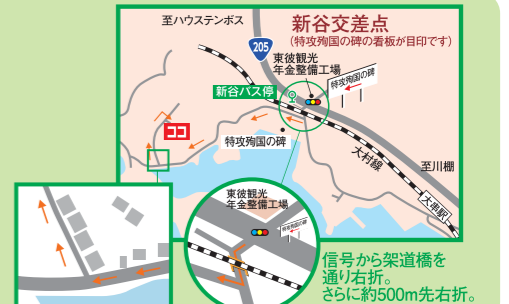 至ハウステンボス
新谷交差点
(特攻殉国の碑の看板が目印です)
205
東彼観光
年金整備工場
特攻殉国の碑
新谷バス停
ココ
特攻殉国の碑
大村線
至川棚
大串駅
東彼観光
年金整備工場
特攻殉国の碑
信号から架道橋を
通り右折。
さらに約500m先右折。